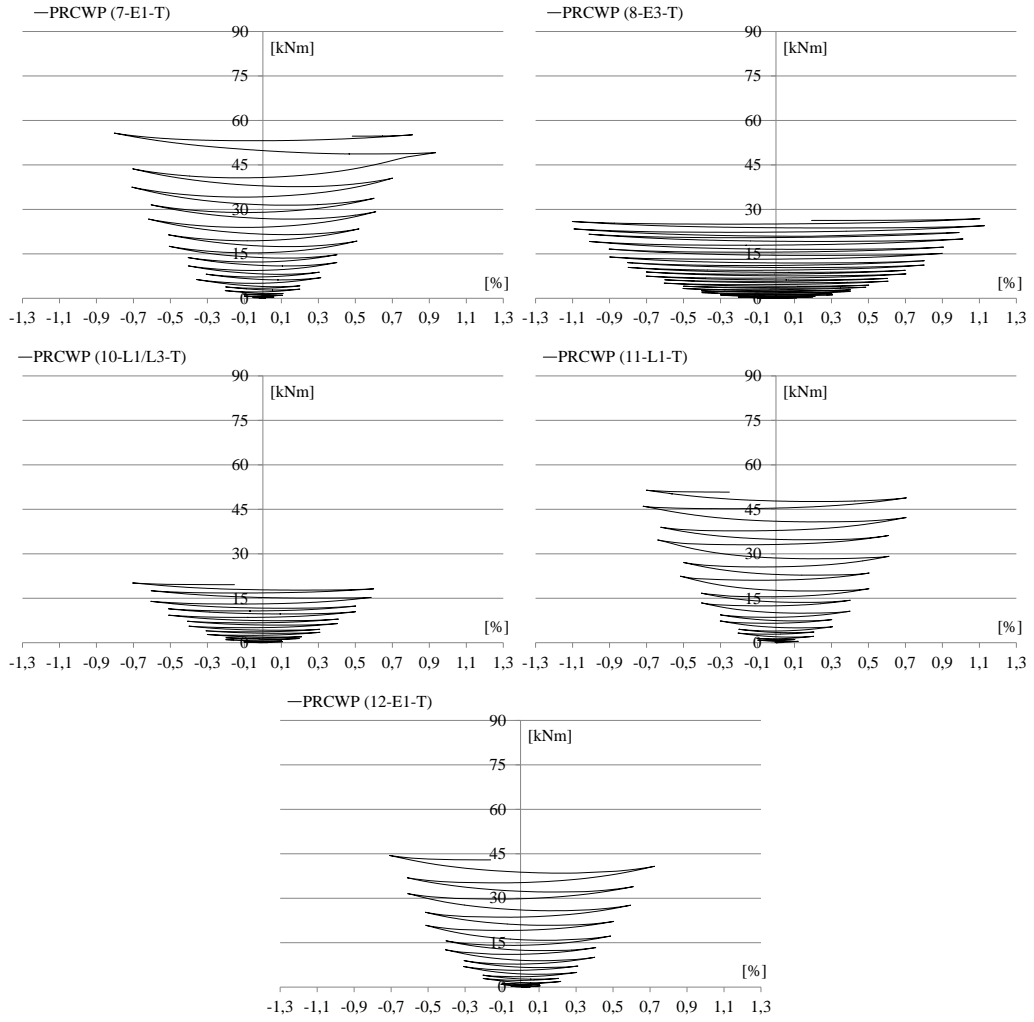 —PRCWP (7-E1-T)
90
[kNm]
75
60
45
30
15
[%]
0
-1,3 -1,1 -0,9 -0,7 -0,5 -0,3 -0,1 0,1 0,3 0,5 0,7 0,9 1,1 1,3
—PRCWP (8-E3-T)
90
[kNm]
75
60
45
30
15
[%]
0
-1,3 -1,1 -0,9 -0,7 -0,5 -0,3 -0,1 0,1 0,3 0,5 0,7 0,9 1,1 1,3
—PRCWP (10-L1/L3-T)
90
[kNm]
75
60
45
30
15
[%]
0
-1,3 -1,1 -0,9 -0,7 -0,5 -0,3 -0,1 0,1 0,3 0,5 0,7 0,9 1,1 1,3
—PRCWP (11-L1-T)
90
[kNm]
75
60
45
30
15
[%]
0
-1,3 -1,1 -0,9 -0,7 -0,5 -0,3 -0,1 0,1 0,3 0,5 0,7 0,9 1,1 1,3
—PRCWP (12-E1-T)
90
[kNm]
75
60
45
30
15
[%]
0
-1,3 -1,1 -0,9 -0,7 -0,5 -0,3 -0,1 0,1 0,3 0,5 0,7 0,9 1,1 1,3